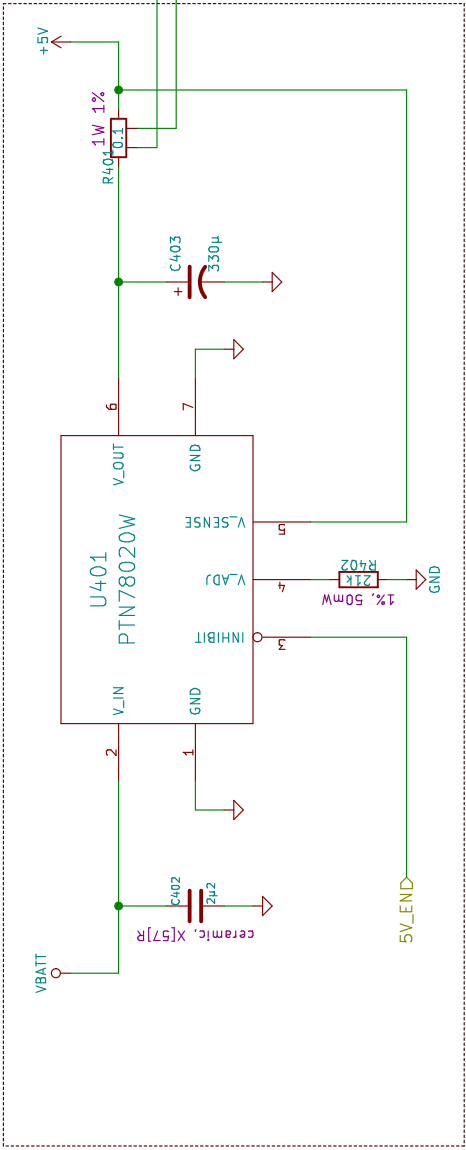 +5V
1W 1%
R401
0.1
C403
330µ
+
6
7
V_OUT
GND
V_SENSE
5
U401
PTN78020W
V_ADJ
4
R402
21k
1%, 50mW
GND
INHIBIT
3
V_IN
GND
2
1
C402
2µ2
ceramic, X[57]R
5V_EN
VBATT